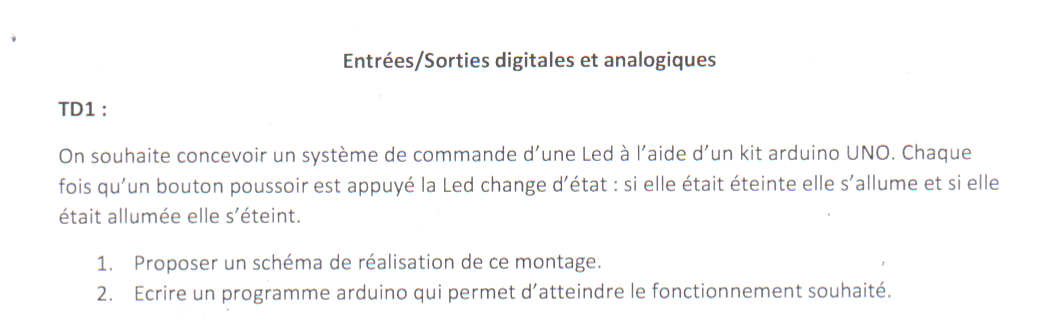 Entrées/Sorties digitales et analogiques
TD1 :
On souhaite concevoir un système de commande d’une Led à l’aide d’un kit arduino UNO. Chaque
fois qu’un bouton poussoir est appuyé la Led change d’état : si elle était éteinte elle s’allume et si elle
était allumée elle s’éteint.
1. Proposer un schéma de réalisation de ce montage.
2. Ecrire un programme arduino qui permet d’atteindre le fonctionnement souhaité.